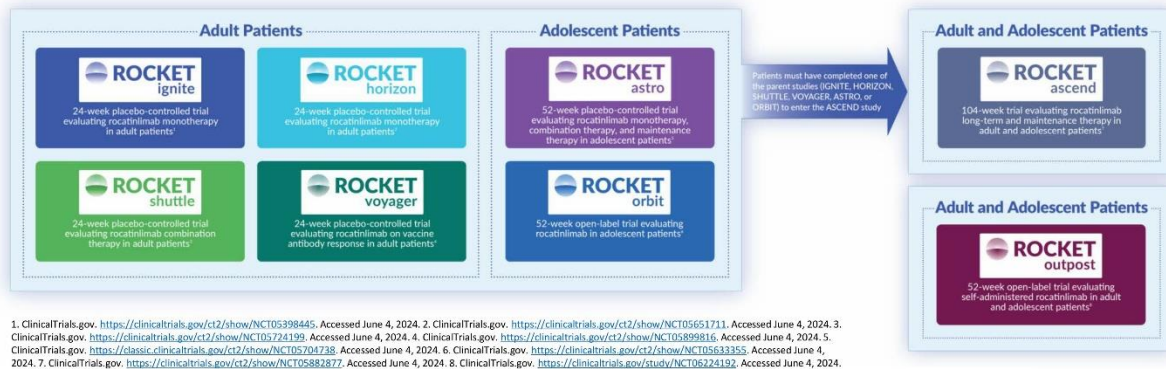 Adult Patients
ROCKET
ignite
24-week placebo-controlled trial
evaluating rocatinlimab monotherapy
in adult patients¹
ROCKET
horizon
24-week placebo-controlled trial
evaluating rocatinlimab monotherapy
in adult patients²
ROCKET
shuttle
24-week placebo-controlled trial
evaluating rocatinlimab combination
therapy in adult patients³
ROCKET
voyager
24-week placebo-controlled trial
evaluating rocatinlimab on vaccine
antibody response in adult patients⁴
Adolescent Patients
ROCKET
astro
52-week placebo-controlled trial
evaluating rocatinlimab monotherapy,
combination therapy, and maintenance
therapy in adolescent patients⁵
ROCKET
orbit
52-week open-label trial evaluating
rocatinlimab in adolescent patients⁶
Patients must have completed one of
the parent studies (IGNITE, HORIZON,
SHUTTLE, VOYAGER, ASTRO, or
ORBIT) to enter the ASCEND study
Adult and Adolescent Patients
ROCKET
ascend
104-week trial evaluating rocatinlimab
long-term and maintenance therapy in
adult and adolescent patients⁷
Adult and Adolescent Patients
ROCKET
outpost
52-week open-label trial evaluating
self-administered rocatinlimab in adult
and adolescent patients⁸
1. ClinicalTrials.gov. https://clinicaltrials.gov/ct2/show/NCT05398445. Accessed June 4, 2024. 2. ClinicalTrials.gov. https://clinicaltrials.gov/ct2/show/NCT05651711. Accessed June 4, 2024. 3.
ClinicalTrials.gov. https://clinicaltrials.gov/ct2/show/NCT05724199. Accessed June 4, 2024. 4. ClinicalTrials.gov. https://clinicaltrials.gov/ct2/show/NCT05899816. Accessed June 4, 2024. 5.
ClinicalTrials.gov. https://classic.clinicaltrials.gov/ct2/show/NCT05704738. Accessed June 4, 2024. 6. ClinicalTrials.gov. https://clinicaltrials.gov/ct2/show/NCT05633355. Accessed June 4,
2024. 7. ClinicalTrials.gov. https://clinicaltrials.gov/ct2/show/NCT05882877. Accessed June 4, 2024. 8. ClinicalTrials.gov. https://clinicaltrials.gov/study/NCT06224192. Accessed June 4, 2024.